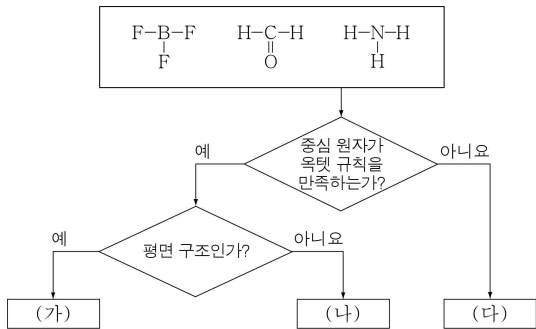 F-B-F H-C-H H-N-H
F O H
중심 원자가
옥텟 규칙을
만족하는가?
예
아니요
평면 구조인가?
예
아니요
(가)
(나)
(다)